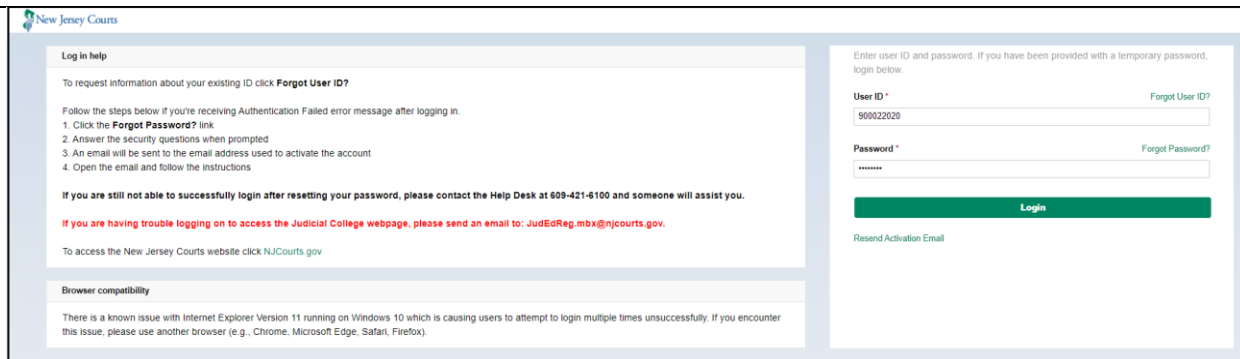 New Jersey Courts
Log in help
To request information about your existing ID click Forgot User ID?
Follow the steps below if you're receiving Authentication Failed error message after logging in.
1. Click the Forgot Password? link
2. Answer the security questions when prompted
3. An email will be sent to the email address used to activate the account
4. Open the email and follow the instructions
If you are still not able to successfully login after resetting your password, please contact the Help Desk at 609-421-6100 and someone will assist you.
If you are having trouble logging on to access the Judicial College webpage, please send an email to: JudEdReg.mbx@njcourts.gov.
To access the New Jersey Courts website click NJCourts.gov
Browser compatibility
There is a known issue with Internet Explorer Version 11 running on Windows 10 which is causing users to attempt to login multiple times unsuccessfully. If you encounter
this issue, please use another browser (e.g., Chrome, Microsoft Edge, Safari, Firefox).
Enter user ID and password. If you have been provided with a temporary password,
login below.
User ID * Forgot User ID?
900022020
Password * Forgot Password?
••••••••
Login
Resend Activation Email